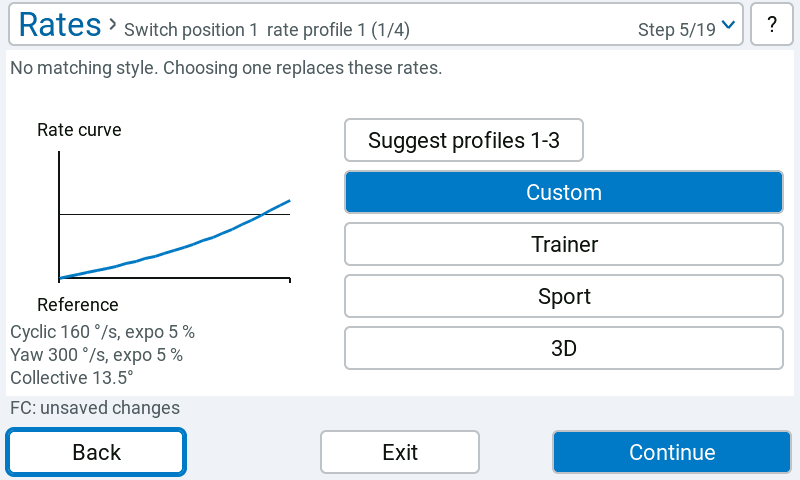 Rates › Switch position 1 rate profile 1 (1/4) Step 5/19
?
No matching style. Choosing one replaces these rates.
Rate curve
Suggest profiles 1-3
Custom
Trainer
Sport
3D
Reference
Cyclic 160 °/s, expo 5 %
Yaw 300 °/s, expo 5 %
Collective 13.5°
FC: unsaved changes
Back
Exit
Continue